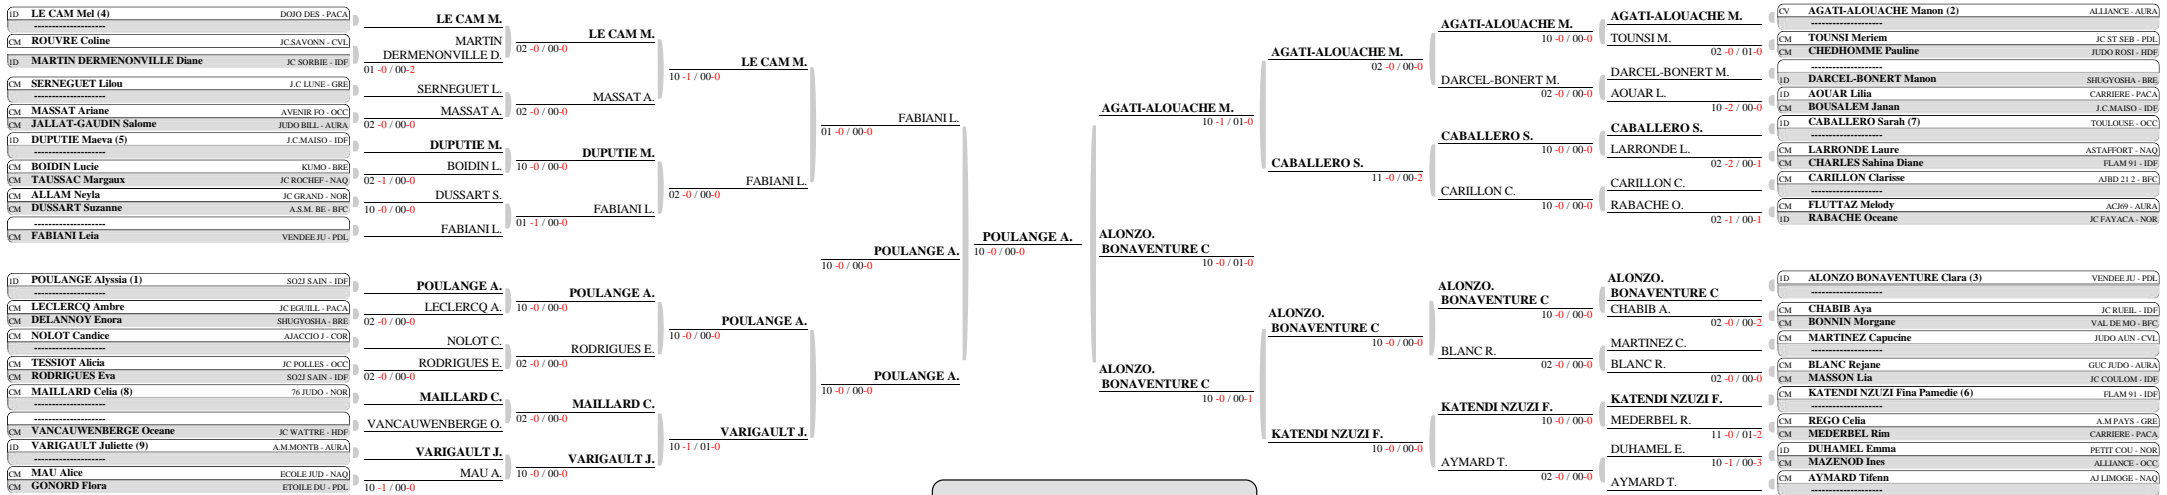 1D LE CAM Mel (4) DOJO DES - PACA
--------------------
CM ROUVRE Coline JC.SAVONN - CVL
1D MARTIN DERMENONVILLE Diane JC SORBIE - IDF
CM SERNEGUET Lilou J.C LUNE - GRE
--------------------
CM MASSAT Ariane AVENIR FO - OCC
CM JALLAT-GAUDIN Salome JUDO BILL - AURA
1D DUPUTIE Maeva (5) J.C.MAISO - IDF
--------------------
CM BOIDIN Lucie KUMO - BRE
CM TAUSSAC Margaux JC ROCHEF - NAQ
CM ALLAM Neyla JC GRAND - NOR
CM DUSSART Suzanne A.S.M. BE - BFC
--------------------
CM FABIANI Leia VENDEE JU - PDL
1D POULANGE Alyssia (1) SO2J SAIN - IDF
--------------------
CM LECLERCQ Ambre JC EGUILL - PACA
CM DELANNOY Enora SHUGYOSHA - BRE
CM NOLOT Candice AJACCIO J - COR
--------------------
CM TESSIOT Alicia JC POLLES - OCC
CM RODRIGUES Eva SO2J SAIN - IDF
CM MAILLARD Celia (8) 76 JUDO - NOR
--------------------
--------------------
CM VANCAUWENBERGE Oceane JC WATTRE - HDF
1D VARIGAULT Juliette (9) A.M.MONTB - AURA
--------------------
CM MAU Alice ECOLE JUD - NAQ
CM GONORD Flora ETOILE DU - PDL
LE CAM M.
MARTIN
DERMENONVILLE D.
01 -0 / 00-2
SERNEGUET L.
MASSAT A.
02 -0 / 00-0
DUPUTIE M.
BOIDIN L.
02 -1 / 00-0
DUSSART S.
10 -0 / 00-0
FABIANI L.
POULANGE A.
LECLERCQ A.
02 -0 / 00-0
NOLOT C.
RODRIGUES E.
02 -0 / 00-0
MAILLARD C.
VANCAUWENBERGE O.
VARIGAULT J.
MAU A.
10 -1 / 00-0
LE CAM M.
02 -0 / 00-0
MASSAT A.
02 -0 / 00-0
DUPUTIE M.
10 -0 / 00-0
FABIANI L.
01 -1 / 00-0
POULANGE A.
10 -0 / 00-0
RODRIGUES E.
02 -0 / 00-0
MAILLARD C.
02 -0 / 00-0
VARIGAULT J.
10 -0 / 00-0
LE CAM M.
10 -1 / 00-0
FABIANI L.
02 -0 / 00-0
POULANGE A.
10 -0 / 00-0
VARIGAULT J.
10 -1 / 01-0
FABIANI L.
01 -0 / 00-0
POULANGE A.
10 -0 / 00-0
POULANGE A.
10 -0 / 00-0
POULANGE A.
10 -0 / 00-0
AGATI-ALOUACHE M.
10 -1 / 01-0
ALONZO.
BONAVENTURE C
10 -0 / 01-0
ALONZO.
BONAVENTURE C
10 -0 / 00-1
AGATI-ALOUACHE M.
02 -0 / 00-0
CABALLERO S.
11 -0 / 00-2
ALONZO.
BONAVENTURE C
10 -0 / 00-0
KATENDI NZUZI F.
10 -0 / 00-0
AGATI-ALOUACHE M.
10 -0 / 00-0
DARCEL-BONERT M.
02 -0 / 00-0
CABALLERO S.
10 -0 / 00-0
CARILLON C.
10 -0 / 00-0
ALONZO.
BONAVENTURE C
10 -0 / 00-0
BLANC R.
02 -0 / 00-0
KATENDI NZUZI F.
10 -0 / 00-0
AYMARD T.
02 -0 / 00-0
AGATI-ALOUACHE M.
TOUNSI M.
02 -0 / 01-0
DARCEL-BONERT M.
AOUAR L.
10 -2 / 00-0
CABALLERO S.
LARRONDE L.
02 -2 / 00-1
CARILLON C.
RABACHE O.
02 -1 / 00-1
ALONZO.
BONAVENTURE C
CHABIB A.
02 -0 / 00-2
MARTINEZ C.
BLANC R.
02 -0 / 00-0
KATENDI NZUZI F.
MEDERBEL R.
11 -0 / 01-2
DUHAMEL E.
10 -1 / 00-3
AYMARD T.
CV AGATI-ALOUACHE Manon (2) ALLIANCE - AURA
--------------------
CM TOUNSI Meriem JC ST SEB - PDL
CM CHEDHOMME Pauline JUDO ROSI - HDF
--------------------
1D DARCEL-BONERT Manon SHUGYOSHA - BRE
1D AOUAR Lilia CARRIERE - PACA
CM BOUSALEM Janan J.C.MAISO - IDF
1D CABALLERO Sarah (7) TOULOUSE - OCC
--------------------
CM LARRONDE Laure ASTAFFORT - NAQ
CM CHARLES Sahina Diane FLAM 91 - IDF
CM CARILLON Clarisse AJBD 21 2 - BFC
--------------------
CM FLUTTAZ Melody ACJ69 - AURA
1D RABACHE Oceane JC FAYACA - NOR
1D ALONZO BONAVENTURE Clara (3) VENDEE JU - PDL
--------------------
CM CHABIB Aya JC RUEIL - IDF
CM BONNIN Morgane VAL DE MO - BFC
CM MARTINEZ Capucine JUDO AUN - CVL
--------------------
CM BLANC Rejane GUC JUDO - AURA
CM MASSON Lia JC COULOM - IDF
CM KATENDI NZUZI Fina Pamedie (6) FLAM 91 - IDF
--------------------
CM REGO Celia A.M PAYS - GRE
CM MEDERBEL Rim CARRIERE - PACA
1D DUHAMEL Emma PETIT COU - NOR
CM MAZENOD Ines ALLIANCE - OCC
CM AYMARD Tifenn AJ LIMOGE - NAQ
--------------------